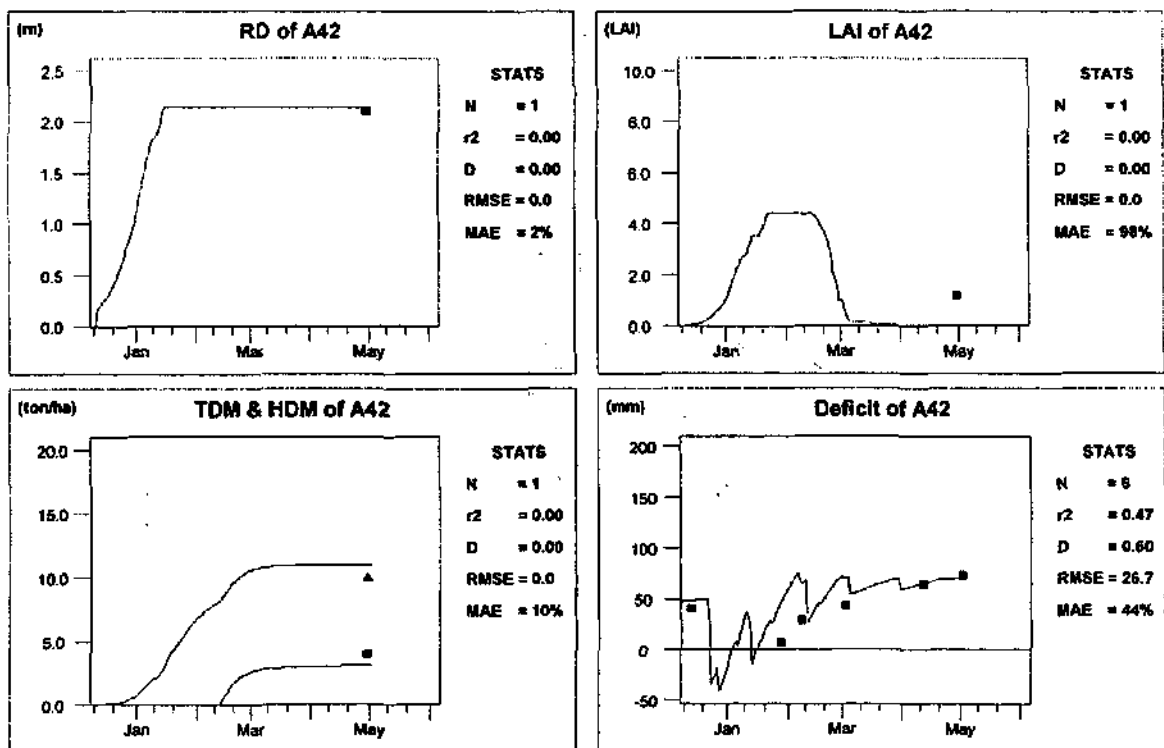 (m) RD of A42
2.5
2.0
1.5
1.0
0.5
0.0
Jan Mar May
STATS
N = 1
r2 = 0.00
D = 0.00
RMSE = 0.0
MAE = 2%
(LAI) LAI of A42
10.0
8.0
6.0
4.0
2.0
0.0
Jan Mar May
STATS
N = 1
r2 = 0.00
D = 0.00
RMSE = 0.0
MAE = 98%
(ton/ha) TDM & HDM of A42
20.0
15.0
10.0
5.0
0.0
Jan Mar May
STATS
N = 1
r2 = 0.00
D = 0.00
RMSE = 0.0
MAE = 10%
(mm) Deficit of A42
200
150
100
50
0
-50
Jan Mar May
STATS
N = 6
r2 = 0.47
D = 0.60
RMSE = 26.7
MAE = 44%